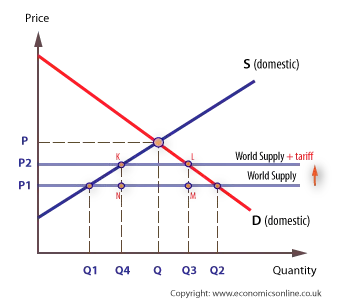 Price
S (domestic)
P
K
L
World Supply + tariff
P2
P1
World Supply
N
M
D (domestic)
Q1
Q4
Q
Q3
Q2
Quantity
Copyright: www.economicsonline.co.uk